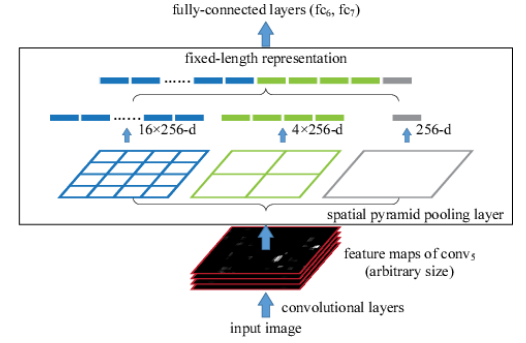 fully-connected layers (fc₆, fc₇)
fixed-length representation
......
......
16×256-d
4×256-d
256-d
spatial pyramid pooling layer
feature maps of conv₅
(arbitrary size)
convolutional layers
input image